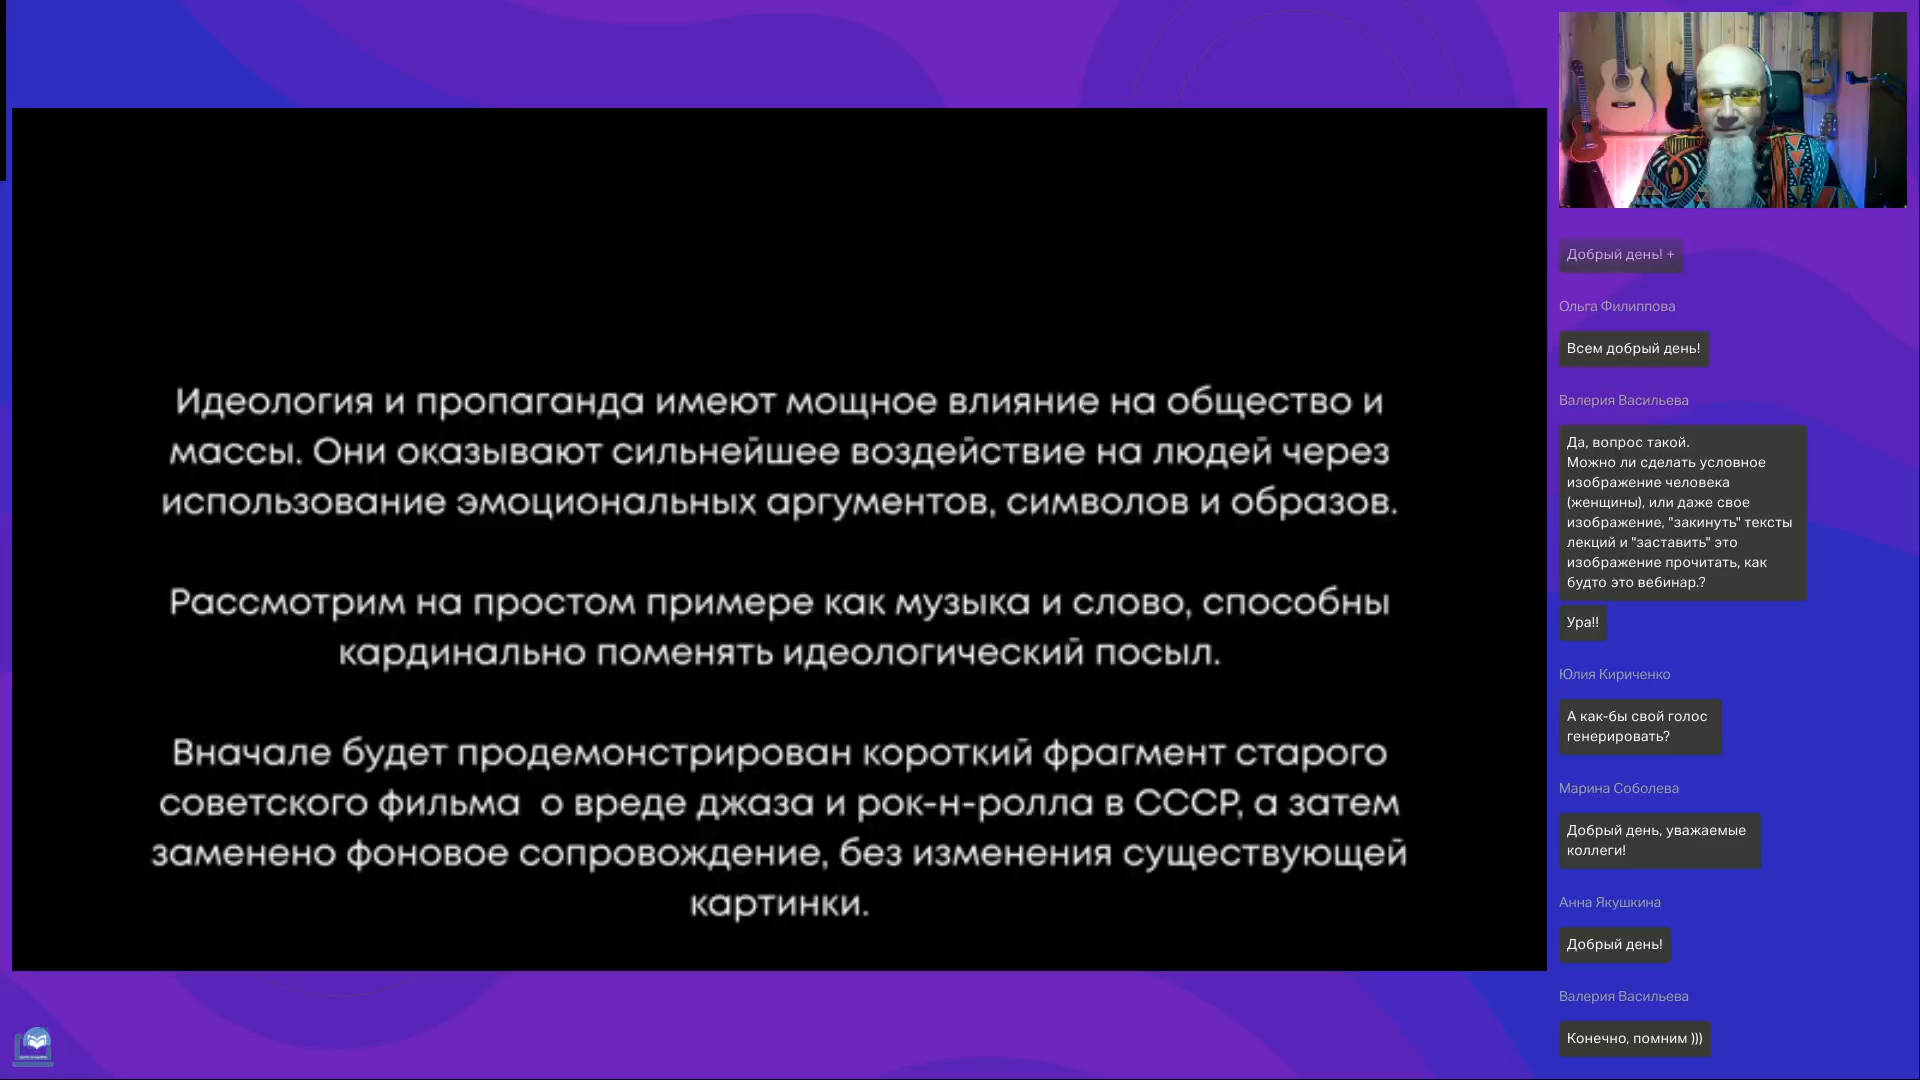 Идеология и пропаганда имеют мощное влияние на общество и
массы. Они оказывают сильнейшее воздействие на людей через
использование эмоциональных аргументов, символов и образов.
Рассмотрим на простом примере как музыка и слово, способны
кардинально поменять идеологический посыл.
Вначале будет продемонстрирован короткий фрагмент старого
советского фильма о вреде джаза и рок-н-ролла в СССР, а затем
заменено фоновое сопровождение, без изменения существующей
картинки.
Добрый день! +
Ольга Филиппова
Всем добрый день!
Валерия Васильева
Да, вопрос такой.
Можно ли сделать условное
изображение человека
(женщины), или даже свое
изображение, "закинуть" тексты
лекций и "заставить" это
изображение прочитать, как
будто это вебинар.?
Ура!!
Юлия Кириченко
А как-бы свой голос
генерировать?
Марина Соболева
Добрый день, уважаемые
коллеги!
Анна Якушкина
Добрый день!
Валерия Васильева
Конечно, помним )))